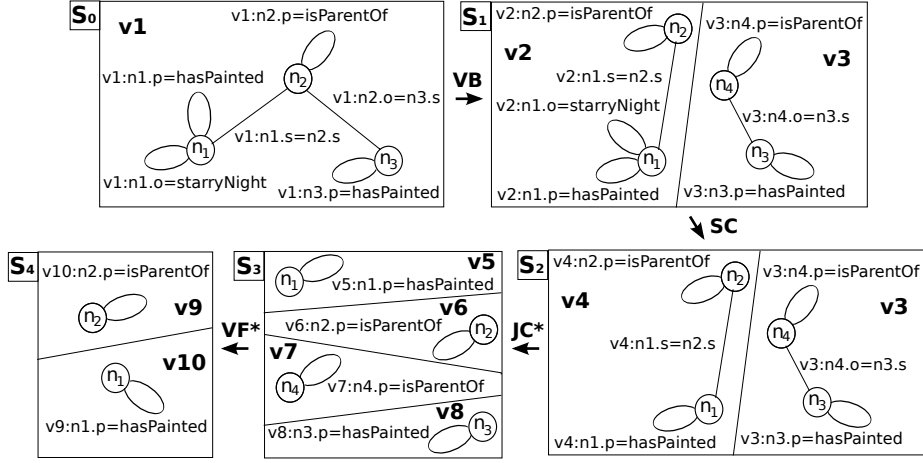 S0
v1
v1:n2.p=isParentOf
v1:n1.p=hasPainted
n2
v1:n2.o=n3.s
v1:n1.s=n2.s
n1
n3
v1:n1.o=starryNight
v1:n3.p=hasPainted
VB
S1
v2:n2.p=isParentOf
n2
v2
v2:n1.s=n2.s
v2:n1.o=starryNight
n1
v2:n1.p=hasPainted
v3:n4.p=isParentOf
v3
n4
v3:n4.o=n3.s
n3
v3:n3.p=hasPainted
SC
S2
v4:n2.p=isParentOf
n2
v4
v4:n1.s=n2.s
n1
v4:n1.p=hasPainted
v3:n4.p=isParentOf
v3
n4
v3:n4.o=n3.s
n3
v3:n3.p=hasPainted
JC*
S3
v5
n1
v5:n1.p=hasPainted
v6
v6:n2.p=isParentOf
n2
v7
n4
v7:n4.p=isParentOf
v8
v8:n3.p=hasPainted
n3
VF*
S4
v10:n2.p=isParentOf
n2
v9
v10
n1
v9:n1.p=hasPainted